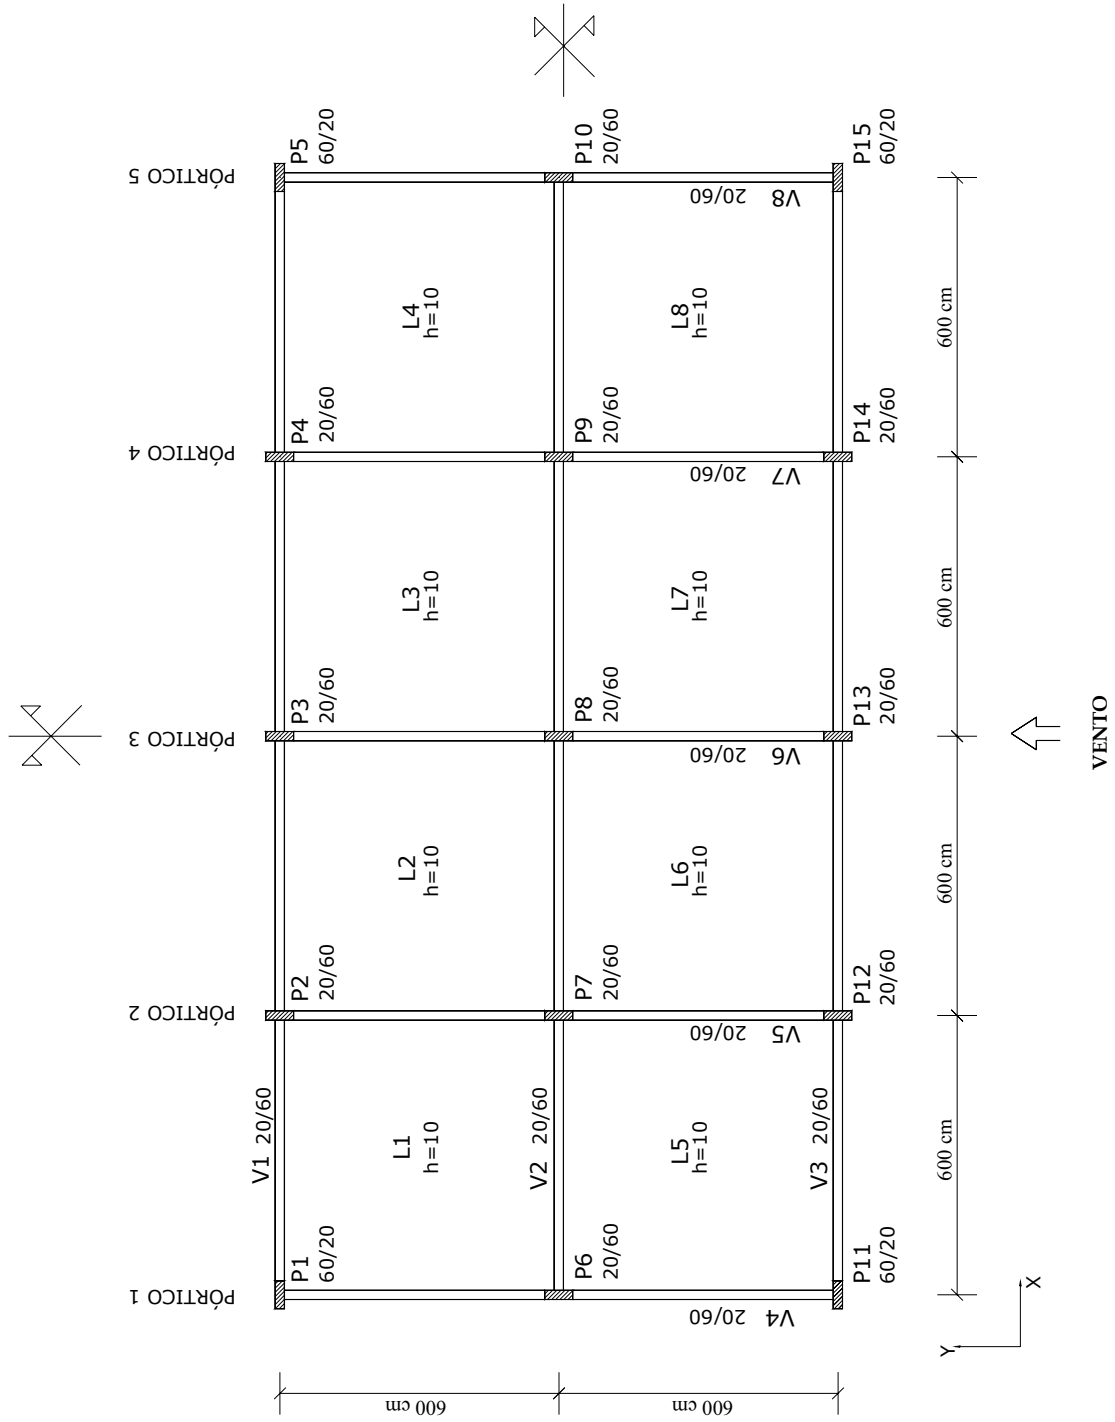 PÓRTICO 1
PÓRTICO 2
PÓRTICO 3
PÓRTICO 4
PÓRTICO 5
V1 20/60
P1
60/20
P2
20/60
P3
20/60
P4
20/60
P5
60/20
600 cm
L1
h=10
L2
h=10
L3
h=10
L4
h=10
V2 20/60
P6
20/60
P7
20/60
P8
20/60
P9
20/60
P10
20/60
600 cm
V4 20/60
L5
h=10
V5 20/60
L6
h=10
V6 20/60
L7
h=10
V7 20/60
L8
h=10
V8 20/60
V3 20/60
P11
60/20
P12
20/60
P13
20/60
P14
20/60
P15
60/20
600 cm
600 cm
600 cm
600 cm
Y
X
VENTO